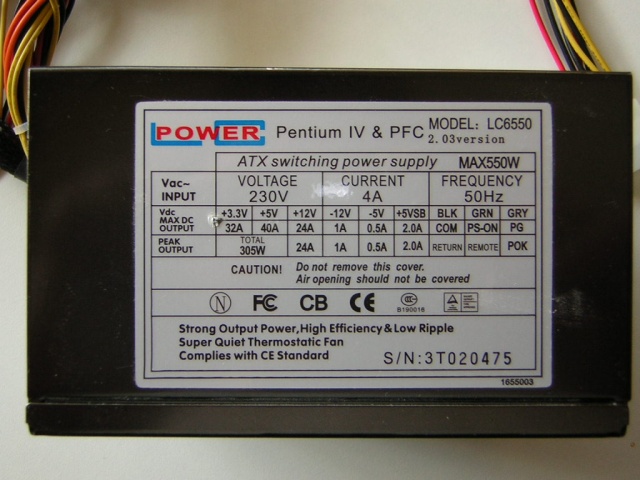 LC POWER Pentium IV & PFC MODEL: LC6550
2.03version
ATX switching power supply MAX550W
Vac~ INPUT VOLTAGE 230V CURRENT 4A FREQUENCY 50Hz
Vdc MAX DC OUTPUT +3.3V +5V +12V -12V -5V +5VSB BLK GRN GRY
32A 40A 24A 1A 0.5A 2.0A COM PS-ON PG
PEAK OUTPUT TOTAL 305W 24A 1A 0.5A 2.0A RETURN REMOTE POK
CAUTION! Do not remove this cover.
Air opening should not be covered
N FC CB CE CCC B190016
Strong Output Power,High Efficiency & Low Ripple
Super Quiet Thermostatic Fan
Complies with CE Standard S/N:3T020475
1655003